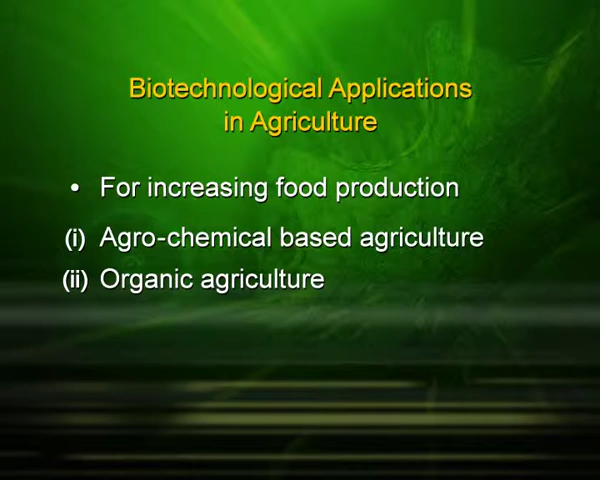 Biotechnological Applications
in Agriculture
• For increasing food production
(i) Agro-chemical based agriculture
(ii) Organic agriculture